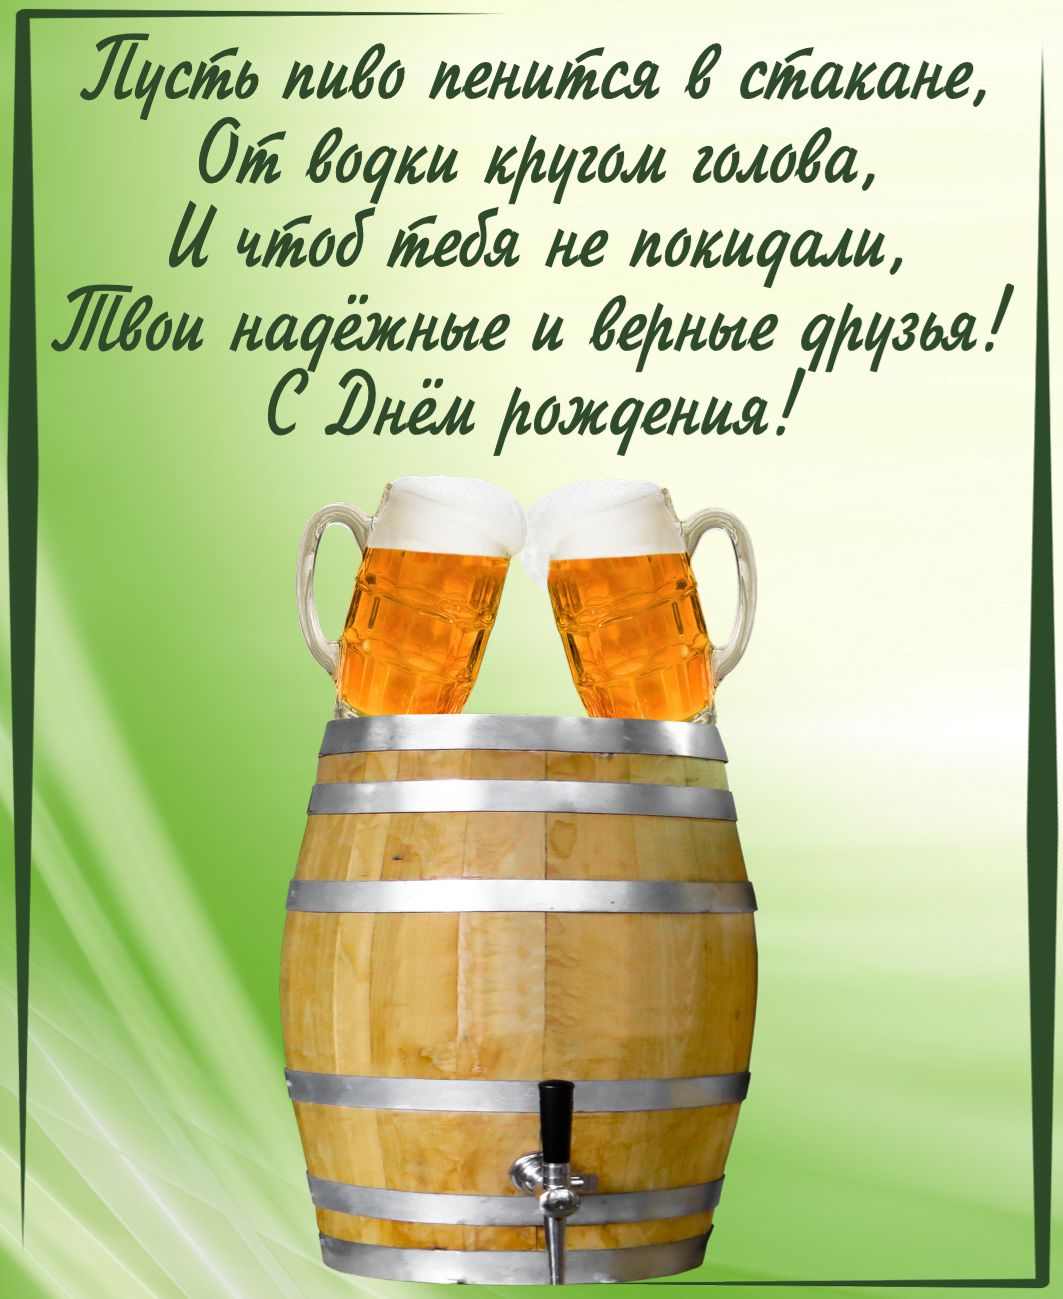 Пусть пиво пенится в стакане,
От водки кругом голова,
И чтоб тебя не покидали,
Твои надёжные и верные друзья!
С Днём рождения!